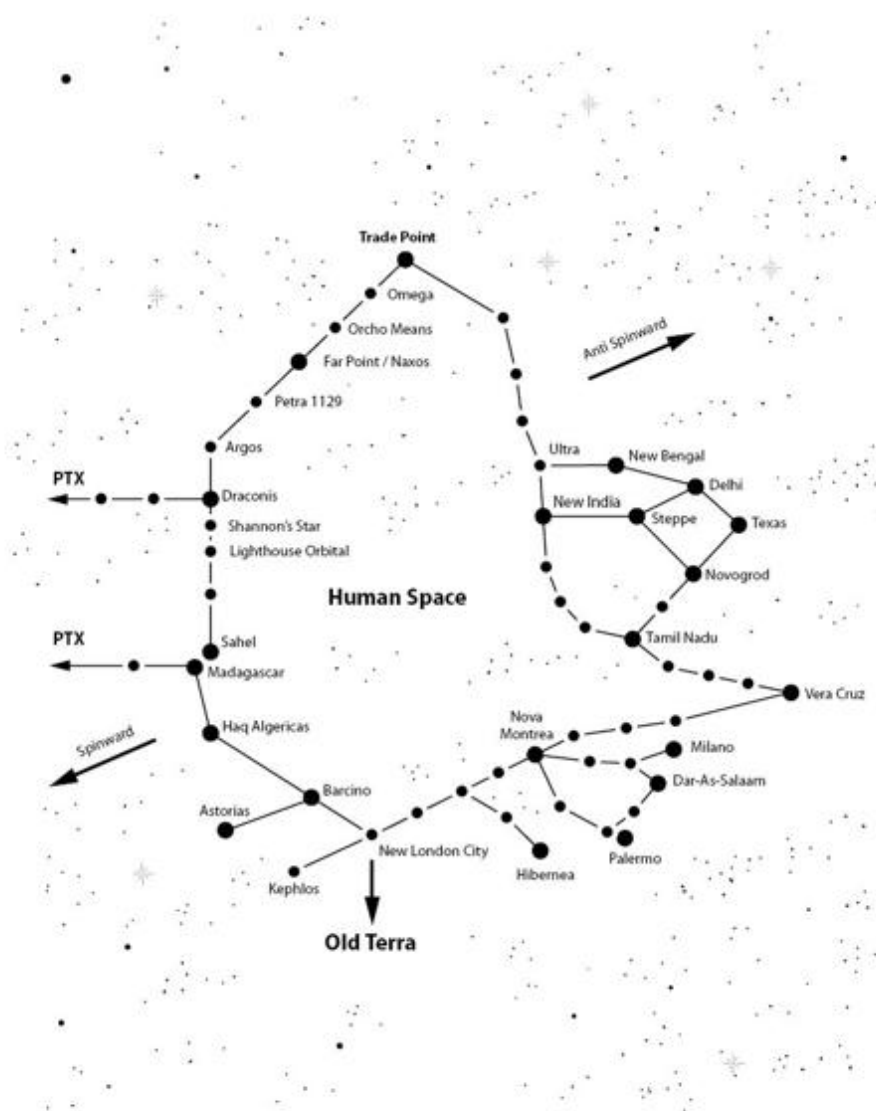 Trade Point
Omega
Orcho Means
Anti Spinward
Far Point / Naxos
Petra 1129
Argos
Ultra
New Bengal
PTX
Delhi
Draconis
New India
Steppe
Texas
Shannon's Star
Lighthouse Orbital
Novogrod
Human Space
PTX
Sahel
Tamil Nadu
Madagascar
Vera Cruz
Haq Algericas
Nova
Montrea
Spinward
Milano
Dar-As-Salaam
Barcino
Astorias
New London City
Palermo
Hibernea
Kephlos
Old Terra